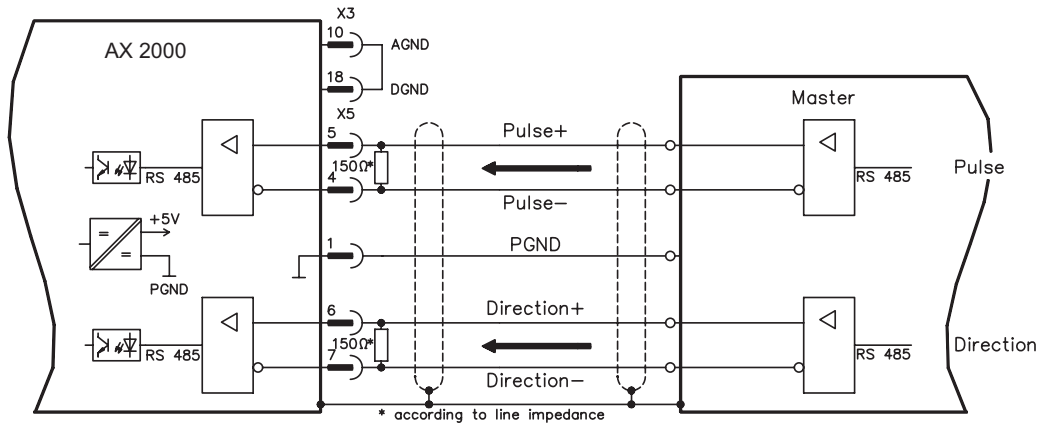 X3
10
AGND
AX 2000
18
DGND
X5
Master
5
Pulse+
150Ω*
RS 485
4
Pulse−
RS 485
Pulse
+5V
=
=
PGND
1
PGND
6
Direction+
150Ω*
RS 485
7
Direction−
RS 485
Direction
* according to line impedance